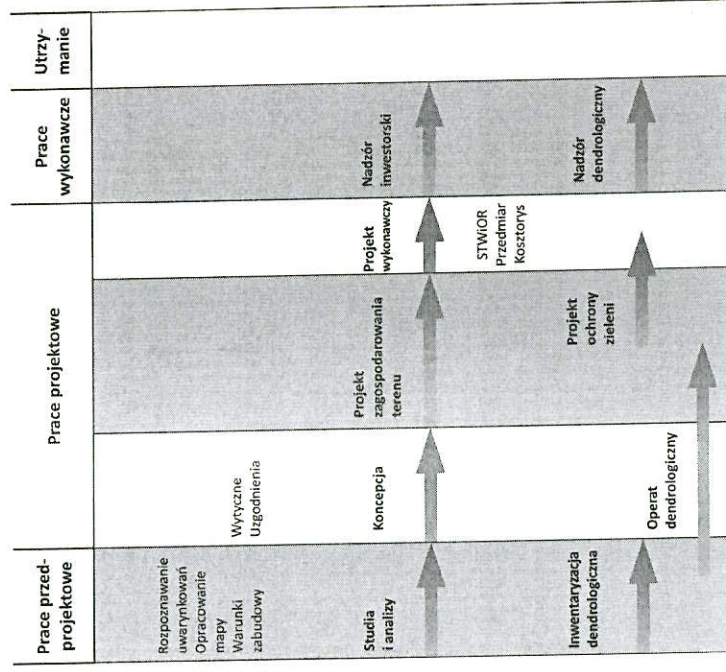 Prace przed-
projektowe
Prace projektowe
Prace
wykonawcze
Utrzy-
manie
Rozpoznawanie
uwarynkowań
Opracowanie
mapy
Warunki
zabudowy
Wytyczne
Uzgodnienia
Studia
i analizy
Koncepcja
Projekt
zagospodarowania
terenu
Projekt
wykonawczy
Nadzór
inwestorski
STWiOR
Przedmiar
Kosztorys
Inwentaryzacja
dendrologiczna
Operat
dendrologiczny
Projekt
ochrony
zieleni
Nadzór
dendrologiczny